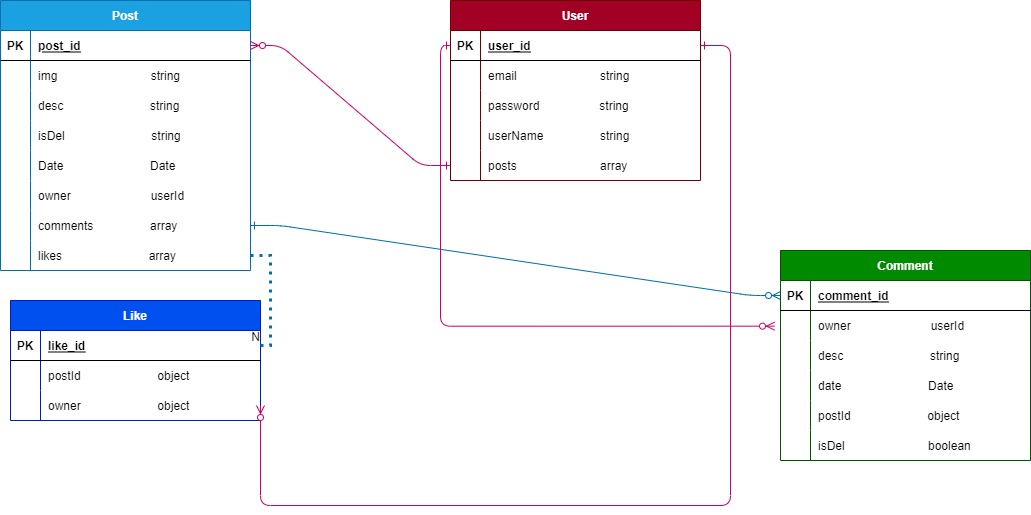 Post
PK post_id
img string
desc string
isDel string
Date Date
owner userId
comments array
likes array
User
PK user_id
email string
password string
userName string
posts array
Like
N
PK like_id
postId object
owner object
Comment
PK comment_id
owner userId
desc string
date Date
postId object
isDel boolean